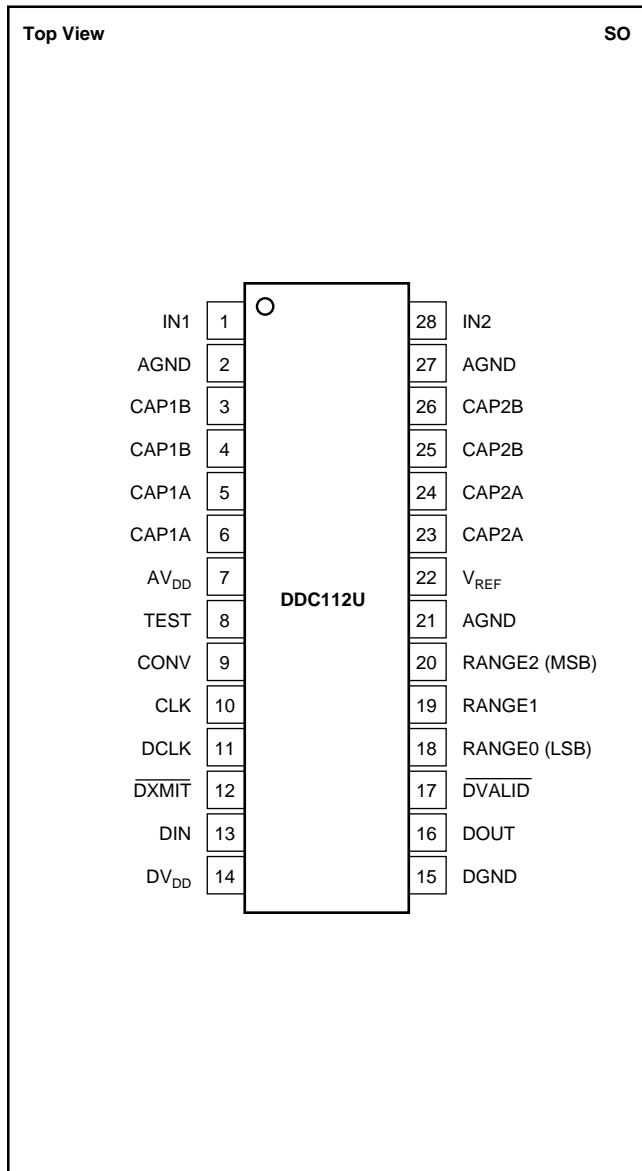 Top View SO
IN1 1 28 IN2
AGND 2 27 AGND
CAP1B 3 26 CAP2B
CAP1B 4 25 CAP2B
CAP1A 5 24 CAP2A
CAP1A 6 23 CAP2A
AVDD 7 22 VREF
DDC112U
TEST 8 21 AGND
CONV 9 20 RANGE2 (MSB)
CLK 10 19 RANGE1
DCLK 11 18 RANGE0 (LSB)
D̅X̅M̅I̅T̅ 12 17 D̅V̅A̅L̅I̅D̅
DIN 13 16 DOUT
DVDD 14 15 DGND